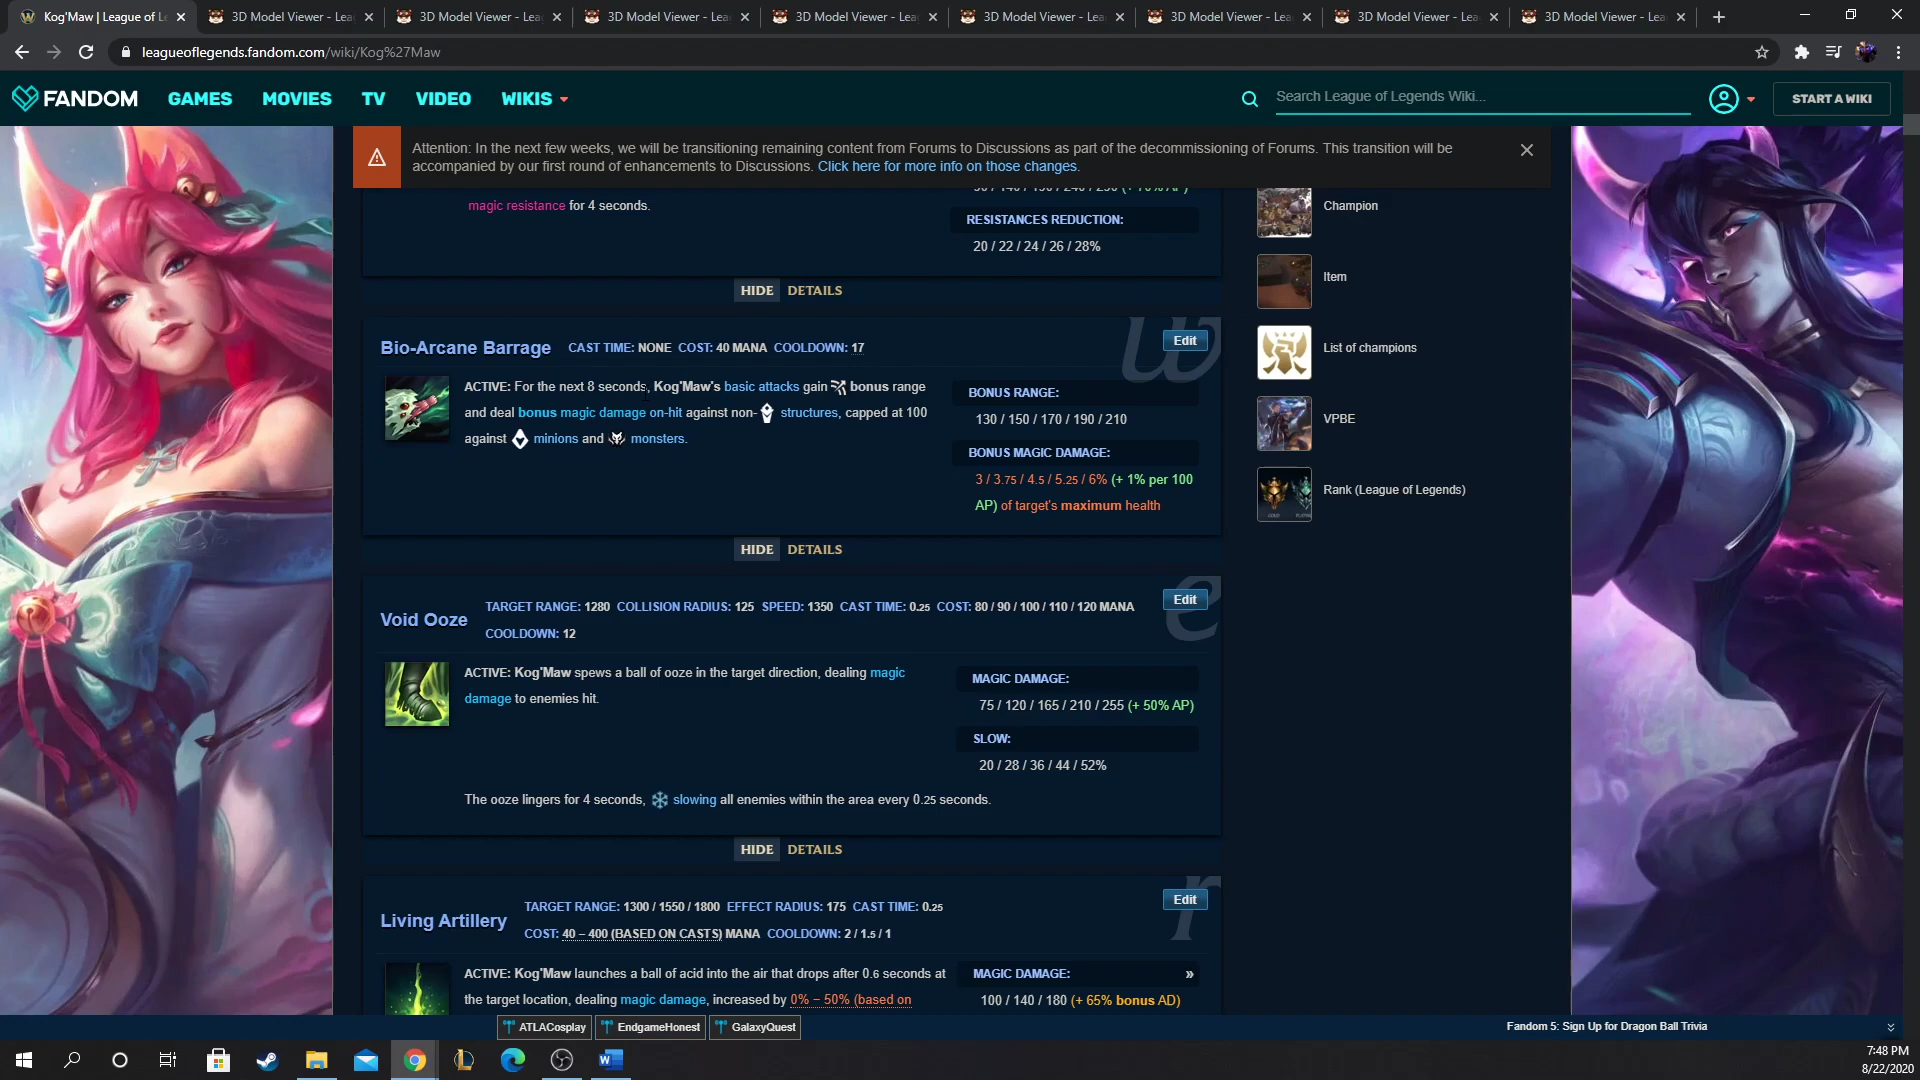 Kog'Maw | League of L
3D Model Viewer - Lea
3D Model Viewer - Lea
3D Model Viewer - Lea
3D Model Viewer - Lea
3D Model Viewer - Lea
3D Model Viewer - Lea
3D Model Viewer - Lea
3D Model Viewer - Lea
leagueoflegends.fandom.com/wiki/Kog%27Maw
FANDOM
GAMES
MOVIES
TV
VIDEO
WIKIS
Search League of Legends Wiki...
START A WIKI
Attention: In the next few weeks, we will be transitioning remaining content from Forums to Discussions as part of the decommissioning of Forums. This transition will be
accompanied by our first round of enhancements to Discussions. Click here for more info on those changes.
magic resistance for 4 seconds.
RESISTANCES REDUCTION:
20 / 22 / 24 / 26 / 28%
HIDE DETAILS
Bio-Arcane Barrage
CAST TIME: NONE COST: 40 MANA COOLDOWN: 17
w
Edit
ACTIVE: For the next 8 seconds, Kog'Maw's basic attacks gain bonus range
and deal bonus magic damage on-hit against non- structures, capped at 100
against minions and monsters.
BONUS RANGE:
130 / 150 / 170 / 190 / 210
BONUS MAGIC DAMAGE:
3 / 3.75 / 4.5 / 5.25 / 6% (+ 1% per 100
AP) of target's maximum health
HIDE DETAILS
Void Ooze
TARGET RANGE: 1280 COLLISION RADIUS: 125 SPEED: 1350 CAST TIME: 0.25 COST: 80 / 90 / 100 / 110 / 120 MANA
COOLDOWN: 12
e
Edit
ACTIVE: Kog'Maw spews a ball of ooze in the target direction, dealing magic
damage to enemies hit.
MAGIC DAMAGE:
75 / 120 / 165 / 210 / 255 (+ 50% AP)
SLOW:
20 / 28 / 36 / 44 / 52%
The ooze lingers for 4 seconds, slowing all enemies within the area every 0.25 seconds.
HIDE DETAILS
Living Artillery
TARGET RANGE: 1300 / 1550 / 1800 EFFECT RADIUS: 175 CAST TIME: 0.25
COST: 40 – 400 (BASED ON CASTS) MANA COOLDOWN: 2 / 1.5 / 1
r
Edit
ACTIVE: Kog'Maw launches a ball of acid into the air that drops after 0.6 seconds at
the target location, dealing magic damage, increased by 0% – 50% (based on
MAGIC DAMAGE: »
100 / 140 / 180 (+ 65% bonus AD)
Champion
Item
List of champions
VPBE
Rank (League of Legends)
ATLACosplay
EndgameHonest
GalaxyQuest
Fandom 5: Sign Up for Dragon Ball Trivia
7:48 PM
8/22/2020